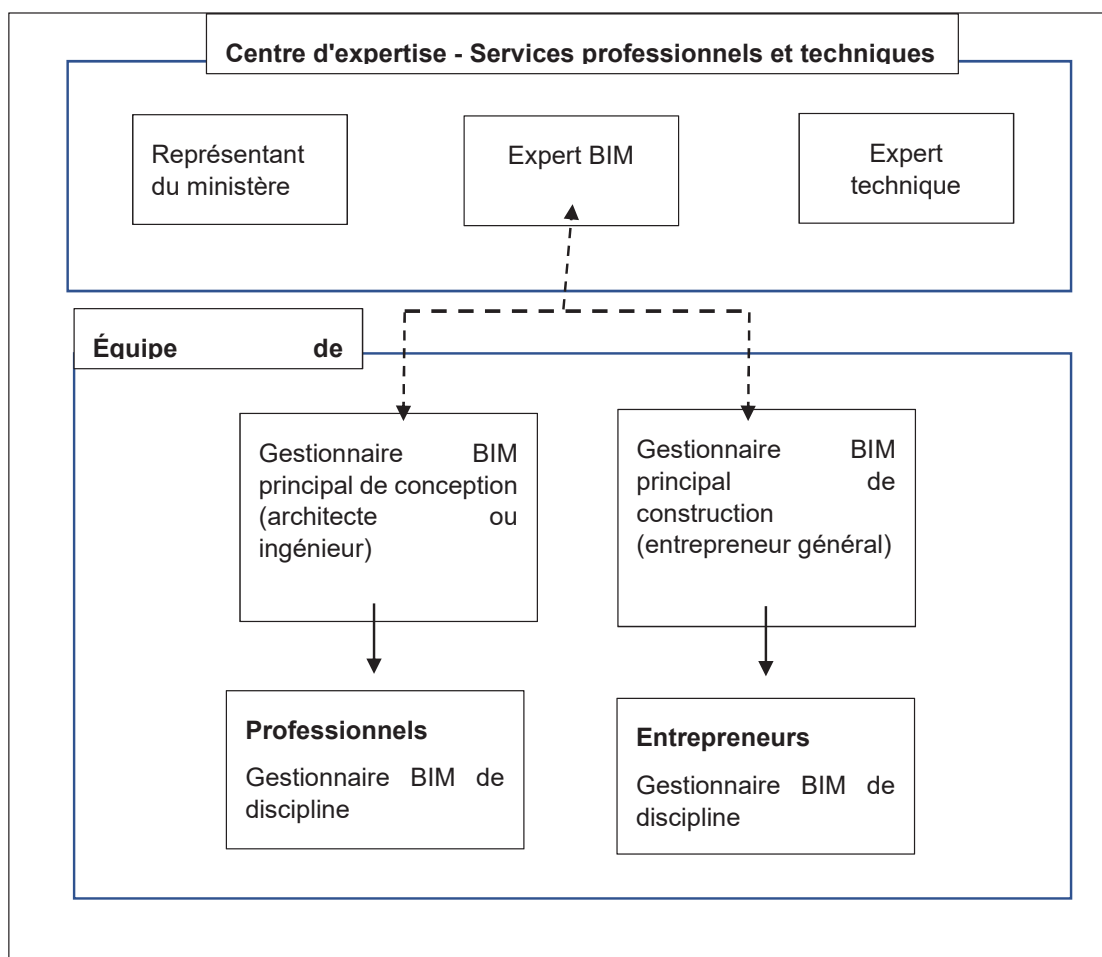 Centre d'expertise - Services professionnels et techniques
Représentant
du ministère
Expert BIM
Expert
technique
Équipe de
Gestionnaire BIM
principal de conception
(architecte ou
ingénieur)
Gestionnaire BIM
principal de
construction
(entrepreneur général)
Professionnels
Gestionnaire BIM de
discipline
Entrepreneurs
Gestionnaire BIM de
discipline